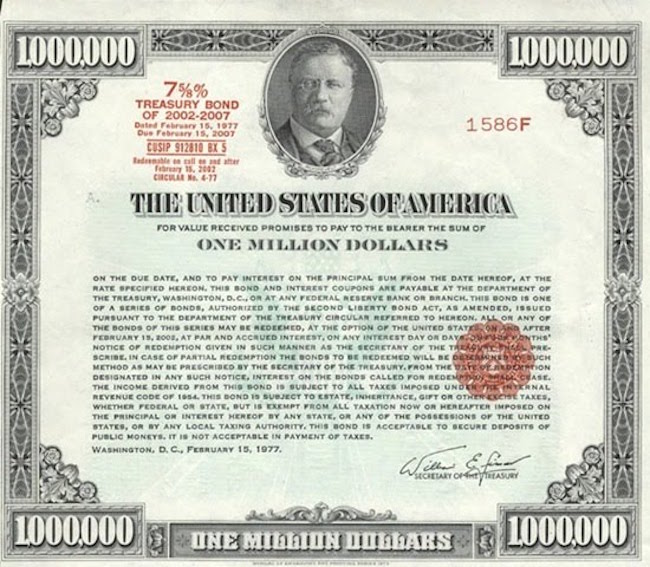 1,000,000
1,000,000
7⅝%
TREASURY BOND
OF 2002-2007
Dated February 15, 1977
Due February 15, 2007
CUSIP 912810 BX 5
Redeemable on call on and after
February 15, 2002
CIRCULAR No. 4-77
1586F
A.
THE UNITED STATES OF AMERICA
FOR VALUE RECEIVED PROMISES TO PAY TO THE BEARER THE SUM OF
ONE MILLION DOLLARS
ON THE DUE DATE, AND TO PAY INTEREST ON THE PRINCIPAL SUM FROM THE DATE HEREOF, AT THE
RATE SPECIFIED HEREON. THIS BOND AND INTEREST COUPONS ARE PAYABLE AT THE DEPARTMENT OF
THE TREASURY, WASHINGTON, D.C., OR AT ANY FEDERAL RESERVE BANK OR BRANCH. THIS BOND IS ONE
OF A SERIES OF BONDS, AUTHORIZED BY THE SECOND LIBERTY BOND ACT, AS AMENDED, ISSUED
PURSUANT TO THE DEPARTMENT OF THE TREASURY CIRCULAR REFERRED TO HEREON. ALL OR ANY OF
THE BONDS OF THIS SERIES MAY BE REDEEMED, AT THE OPTION OF THE UNITED STATES ON AND AFTER
FEBRUARY 15, 2002, AT PAR AND ACCRUED INTEREST, ON ANY INTEREST DAY OR DAYS, ON FOUR MONTHS'
NOTICE OF REDEMPTION GIVEN IN SUCH MANNER AS THE SECRETARY OF THE TREASURY SHALL PRE-
SCRIBE. IN CASE OF PARTIAL REDEMPTION THE BONDS TO BE REDEEMED WILL BE DETERMINED BY SUCH
METHOD AS MAY BE PRESCRIBED BY THE SECRETARY OF THE TREASURY. FROM THE DATE OF REDEMPTION
DESIGNATED IN ANY SUCH NOTICE, INTEREST ON THE BONDS CALLED FOR REDEMPTION SHALL CEASE.
THE INCOME DERIVED FROM THIS BOND IS SUBJECT TO ALL TAXES IMPOSED UNDER THE INTERNAL
REVENUE CODE OF 1954. THIS BOND IS SUBJECT TO ESTATE, INHERITANCE, GIFT OR OTHER EXCISE TAXES,
WHETHER FEDERAL OR STATE, BUT IS EXEMPT FROM ALL TAXATION NOW OR HEREAFTER IMPOSED ON
THE PRINCIPAL OR INTEREST HEREOF BY ANY STATE, OR ANY OF THE POSSESSIONS OF THE UNITED
STATES, OR BY ANY LOCAL TAXING AUTHORITY. THIS BOND IS ACCEPTABLE TO SECURE DEPOSITS OF
PUBLIC MONEYS. IT IS NOT ACCEPTABLE IN PAYMENT OF TAXES.
WASHINGTON, D. C., FEBRUARY 15, 1977.
SECRETARY OF THE TREASURY
1,000,000
ONE MILLION DOLLARS
1,000,000